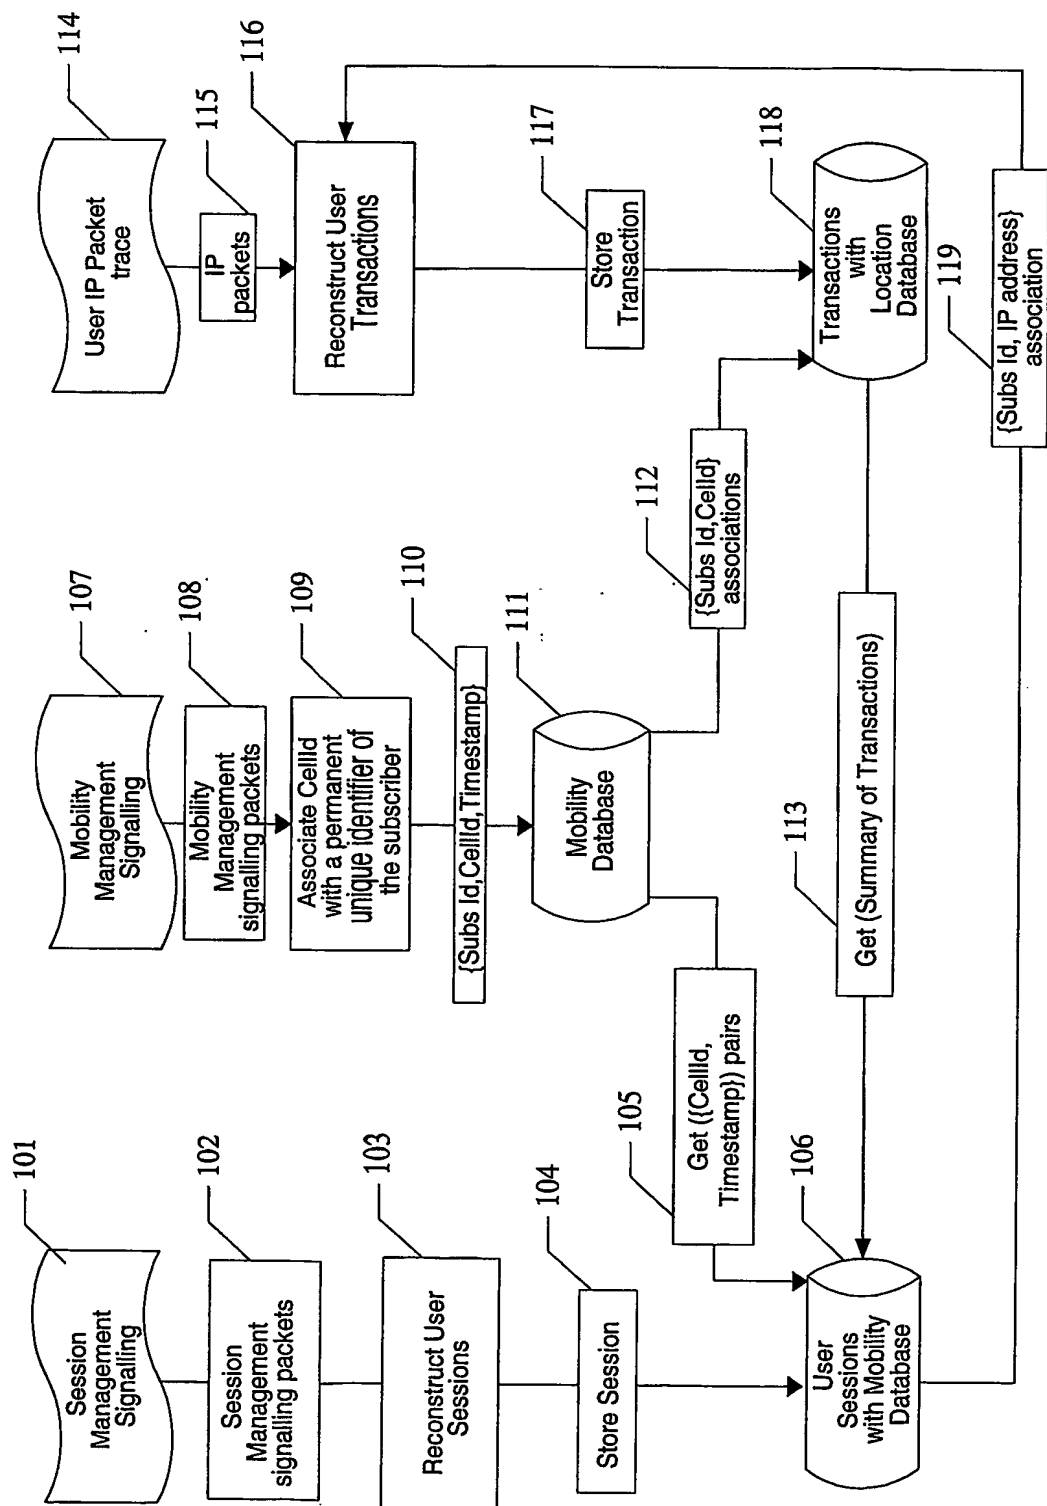 101
Session
Management
Signalling
102
Session
Management
signalling packets
103
Reconstruct User
Sessions
104
Store Session
105
Get ({CellId,
Timestamp}) pairs
106
User
Sessions
with Mobility
Database
107
Mobility
Management
Signalling
108
Mobility
Management
signalling packets
109
Associate CellId
with a permanent
unique identifier of
the subscriber
110
{Subs Id,CellId,Timestamp}
111
Mobility
Database
112
{Subs Id,CellId}
associations
113
Get (Summary of Transactions)
114
User IP Packet
trace
115
IP
packets
116
Reconstruct User
Transactions
117
Store
Transaction
118
Transactions
with
Location
Database
119
{Subs Id, IP address}
association